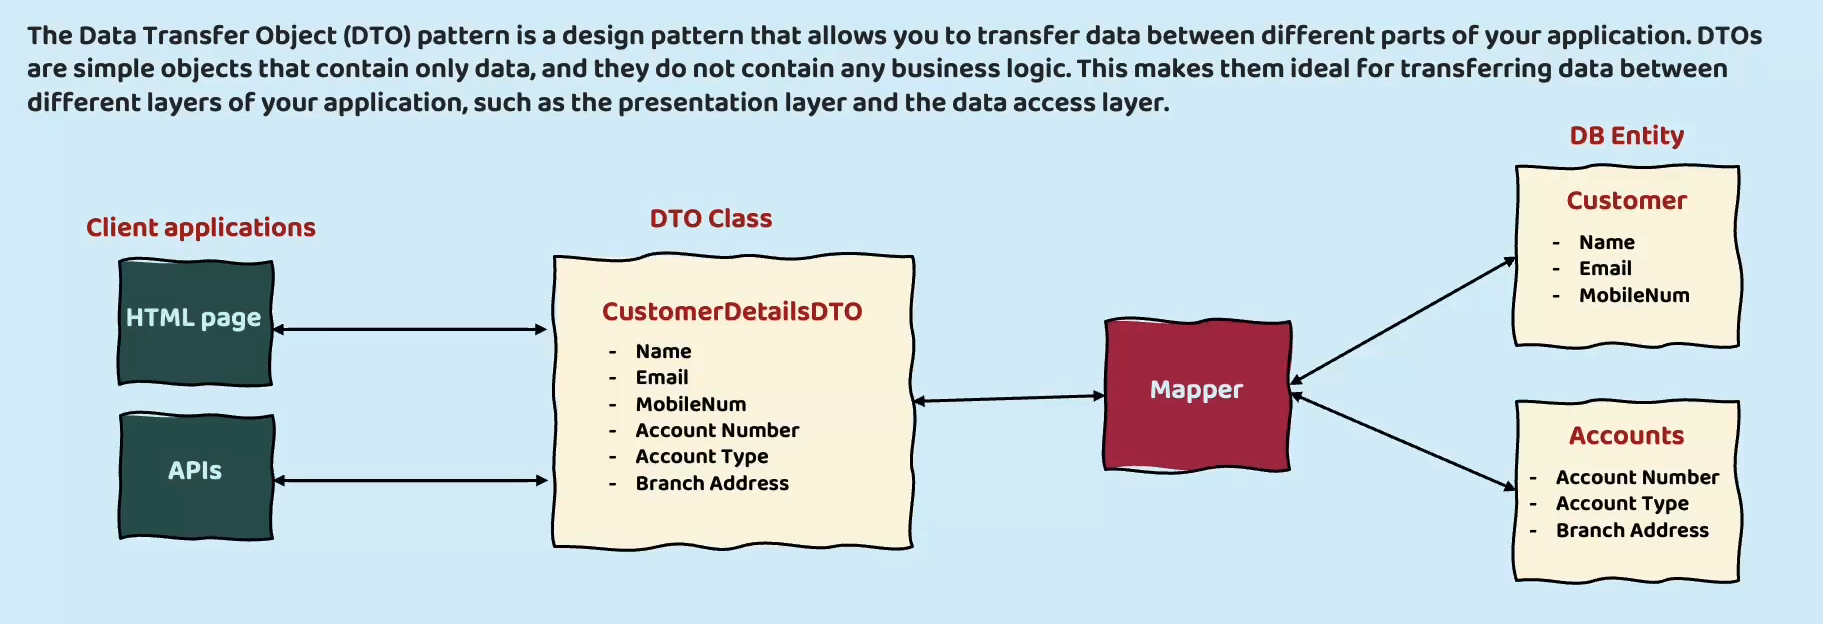 The Data Transfer Object (DTO) pattern is a design pattern that allows you to transfer data between different parts of your application. DTOs
are simple objects that contain only data, and they do not contain any business logic. This makes them ideal for transferring data between
different layers of your application, such as the presentation layer and the data access layer.
Client applications
HTML page
APIs
DTO Class
CustomerDetailsDTO
- Name
- Email
- MobileNum
- Account Number
- Account Type
- Branch Address
Mapper
DB Entity
Customer
- Name
- Email
- MobileNum
Accounts
- Account Number
- Account Type
- Branch Address